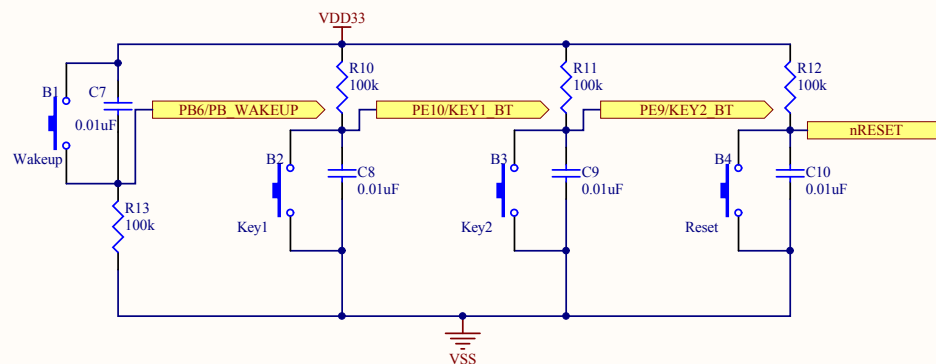 VDD33
B1
C7
0.01uF
Wakeup
R13
100k
PB6/PB_WAKEUP
R10
100k
B2
C8
0.01uF
Key1
PE10/KEY1_BT
R11
100k
B3
C9
0.01uF
Key2
PE9/KEY2_BT
R12
100k
nRESET
B4
C10
0.01uF
Reset
VSS